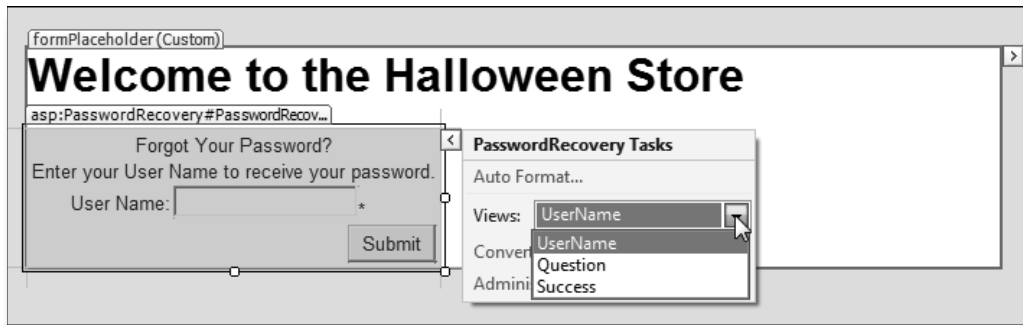 formPlaceholder (Custom)
Welcome to the Halloween Store
asp:PasswordRecovery#PasswordRecov...
Forgot Your Password?
Enter your User Name to receive your password.
User Name:
*
Submit
PasswordRecovery Tasks
Auto Format...
Views: UserName
UserName
Question
Success
Convert
Admini